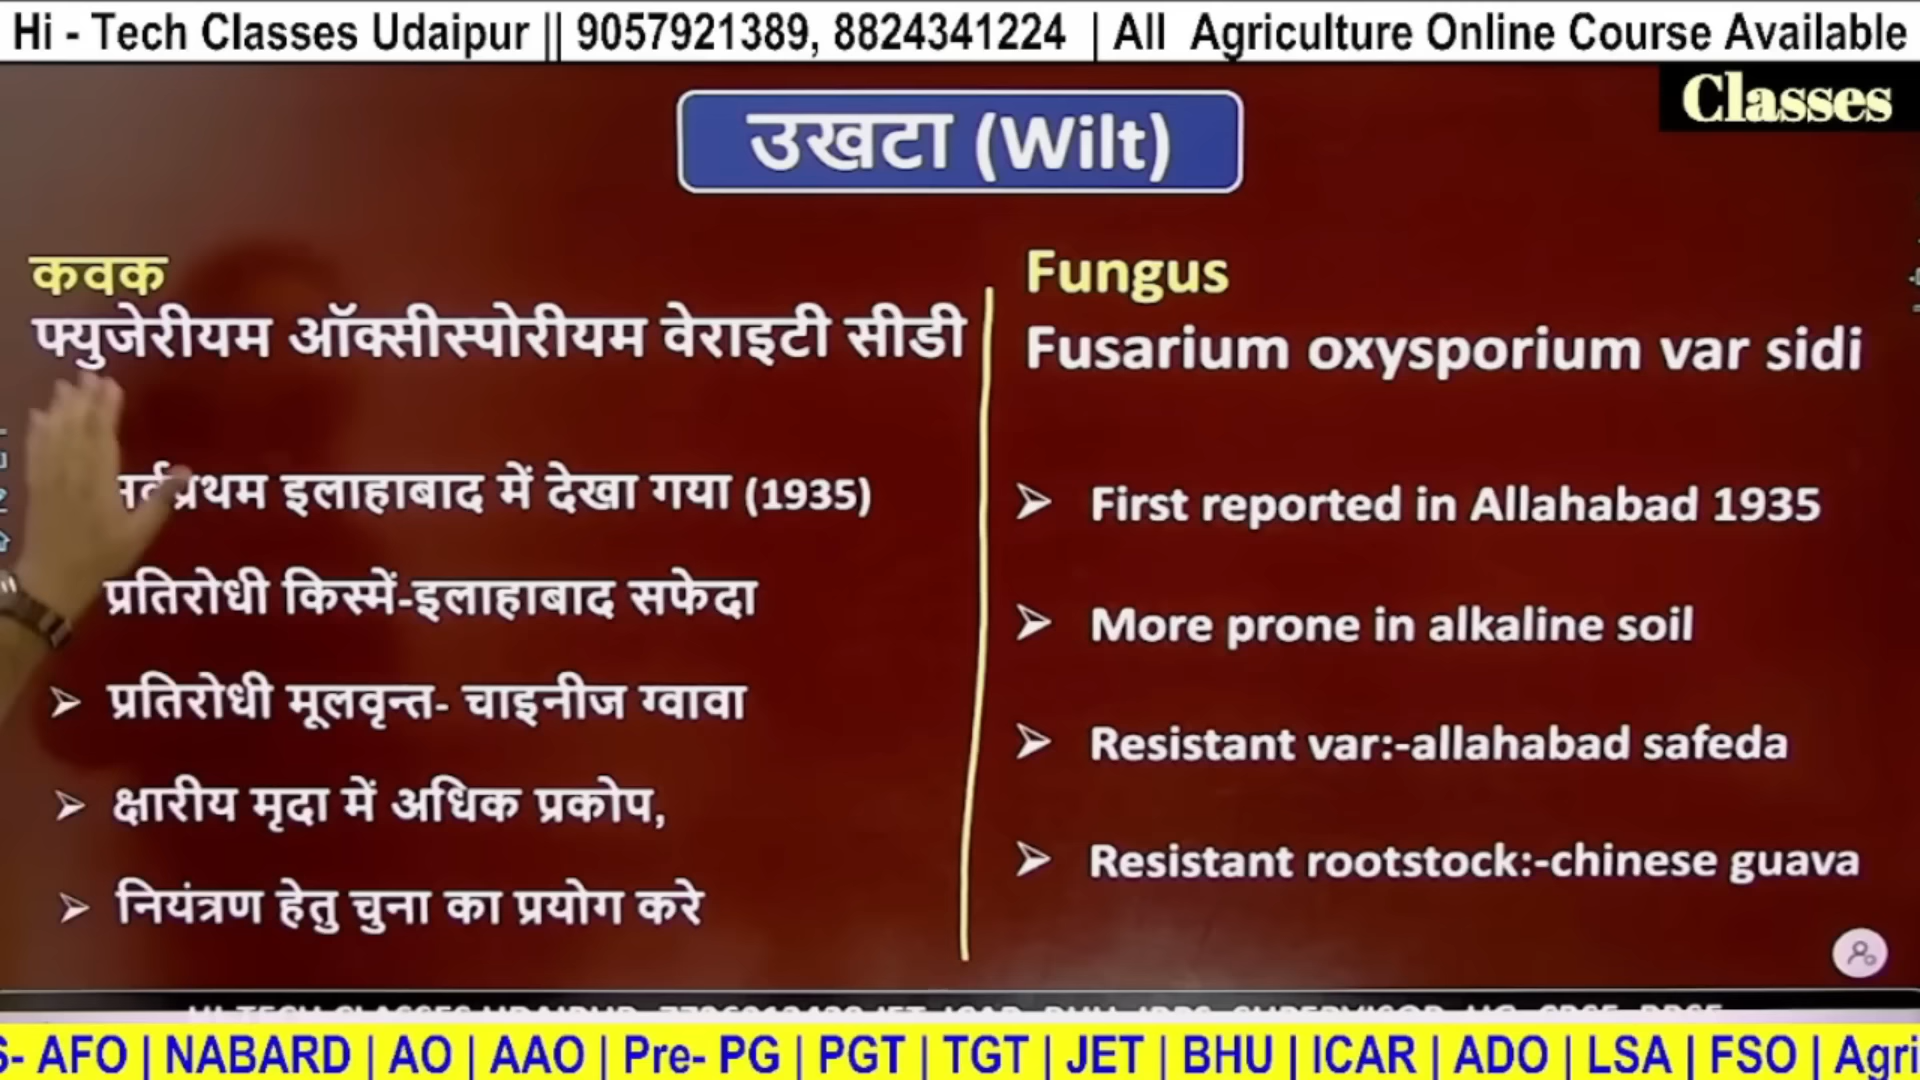 Hi - Tech Classes Udaipur || 9057921389, 8824341224 | All Agriculture Online Course Available
Classes
उखटा (Wilt)
कवक
फ्युजेरीयम ऑक्सीस्पोरीयम वेराइटी सीडी
इलाहाबाद में देखा गया (1935)
प्रतिरोधी किस्में-इलाहाबाद सफेदा
➢ प्रतिरोधी मूलवृन्त- चाइनीज ग्वावा
➢ क्षारीय मृदा में अधिक प्रकोप,
➢ नियंत्रण हेतु चुना का प्रयोग करे
Fungus
Fusarium oxysporium var sidi
➢ First reported in Allahabad 1935
➢ More prone in alkaline soil
➢ Resistant var:-allahabad safeda
➢ Resistant rootstock:-chinese guava
S- AFO | NABARD | AO | AAO | Pre- PG | PGT | TGT | JET | BHU | ICAR | ADO | LSA | FSO | Agri